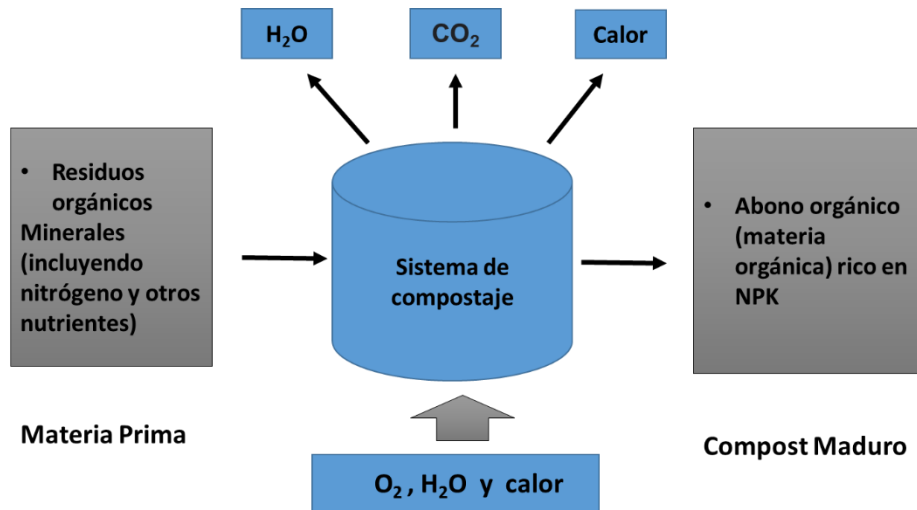 H₂O
CO₂
Calor
• Residuos
orgánicos
Minerales
(incluyendo
nitrógeno y otros
nutrientes)
Sistema de
compostaje
• Abono orgánico
(materia
orgánica) rico en
NPK
Materia Prima
Compost Maduro
O₂ , H₂O y calor